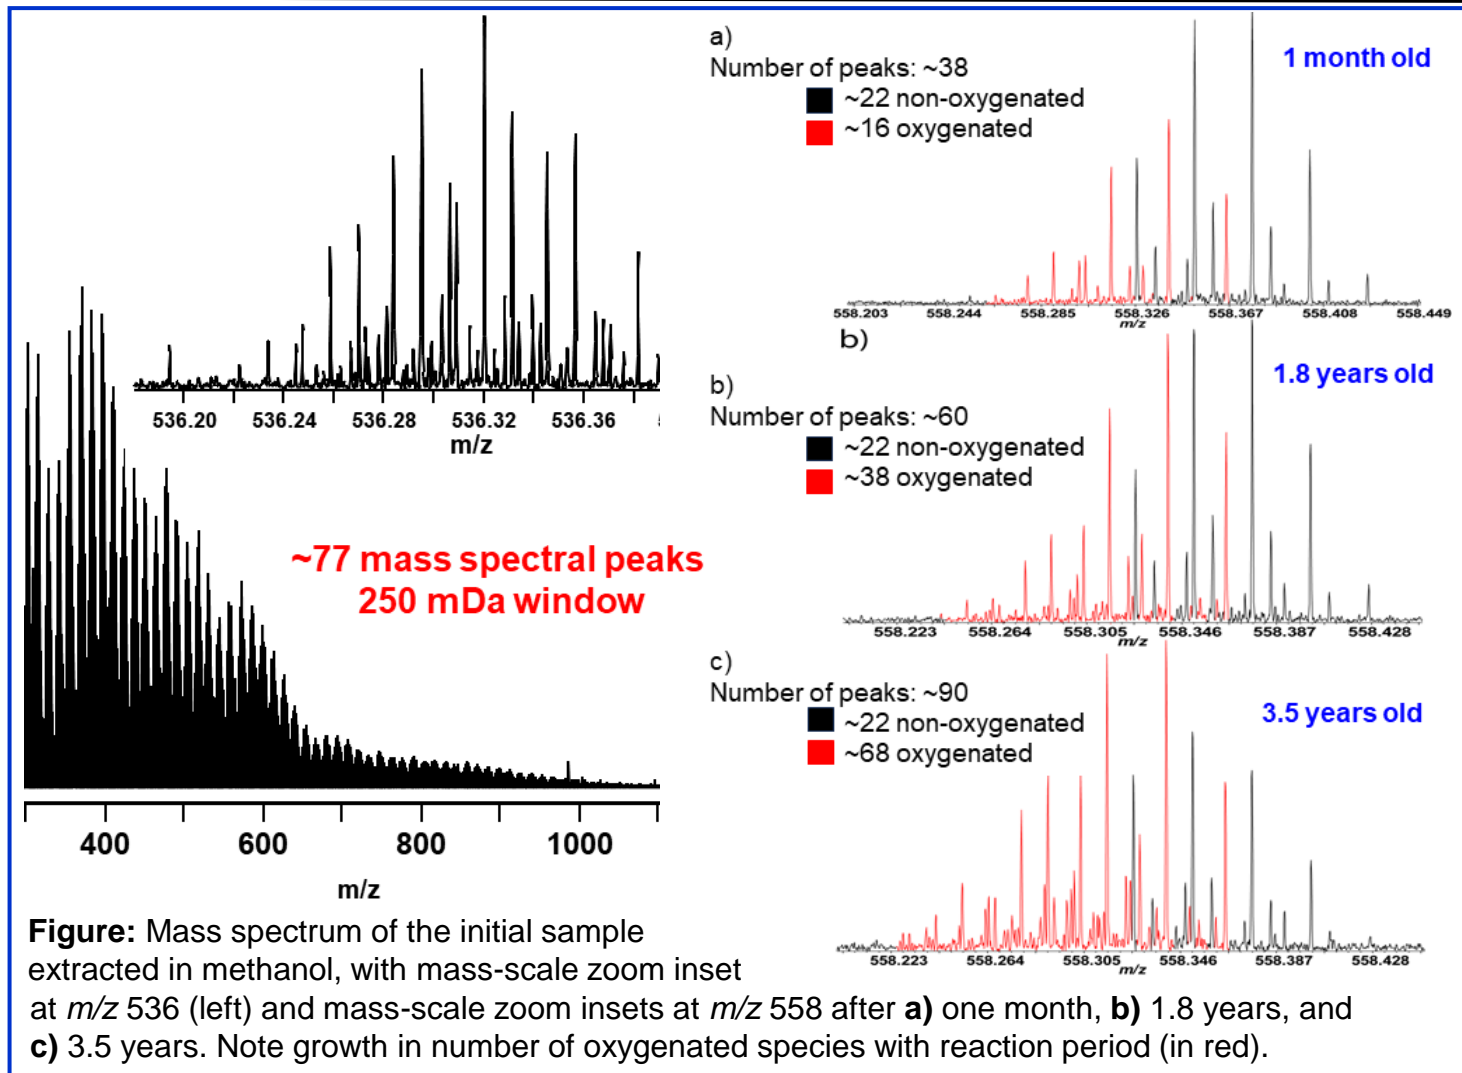 536.20 536.24 536.28 536.32 536.36
m/z
~77 mass spectral peaks
250 mDa window
400 600 800 1000
m/z
a)
Number of peaks: ~38
~22 non-oxygenated
~16 oxygenated
1 month old
558.203 558.244 558.285 558.326 558.367 558.408 558.449
m/z
b)
1.8 years old
b)
Number of peaks: ~60
~22 non-oxygenated
~38 oxygenated
558.223 558.264 558.305 558.346 558.387 558.428
m/z
c)
Number of peaks: ~90
~22 non-oxygenated
~68 oxygenated
3.5 years old
558.223 558.264 558.305 558.346 558.387 558.428
m/z
Figure: Mass spectrum of the initial sample
extracted in methanol, with mass-scale zoom inset
at m/z 536 (left) and mass-scale zoom insets at m/z 558 after a) one month, b) 1.8 years, and
c) 3.5 years. Note growth in number of oxygenated species with reaction period (in red).